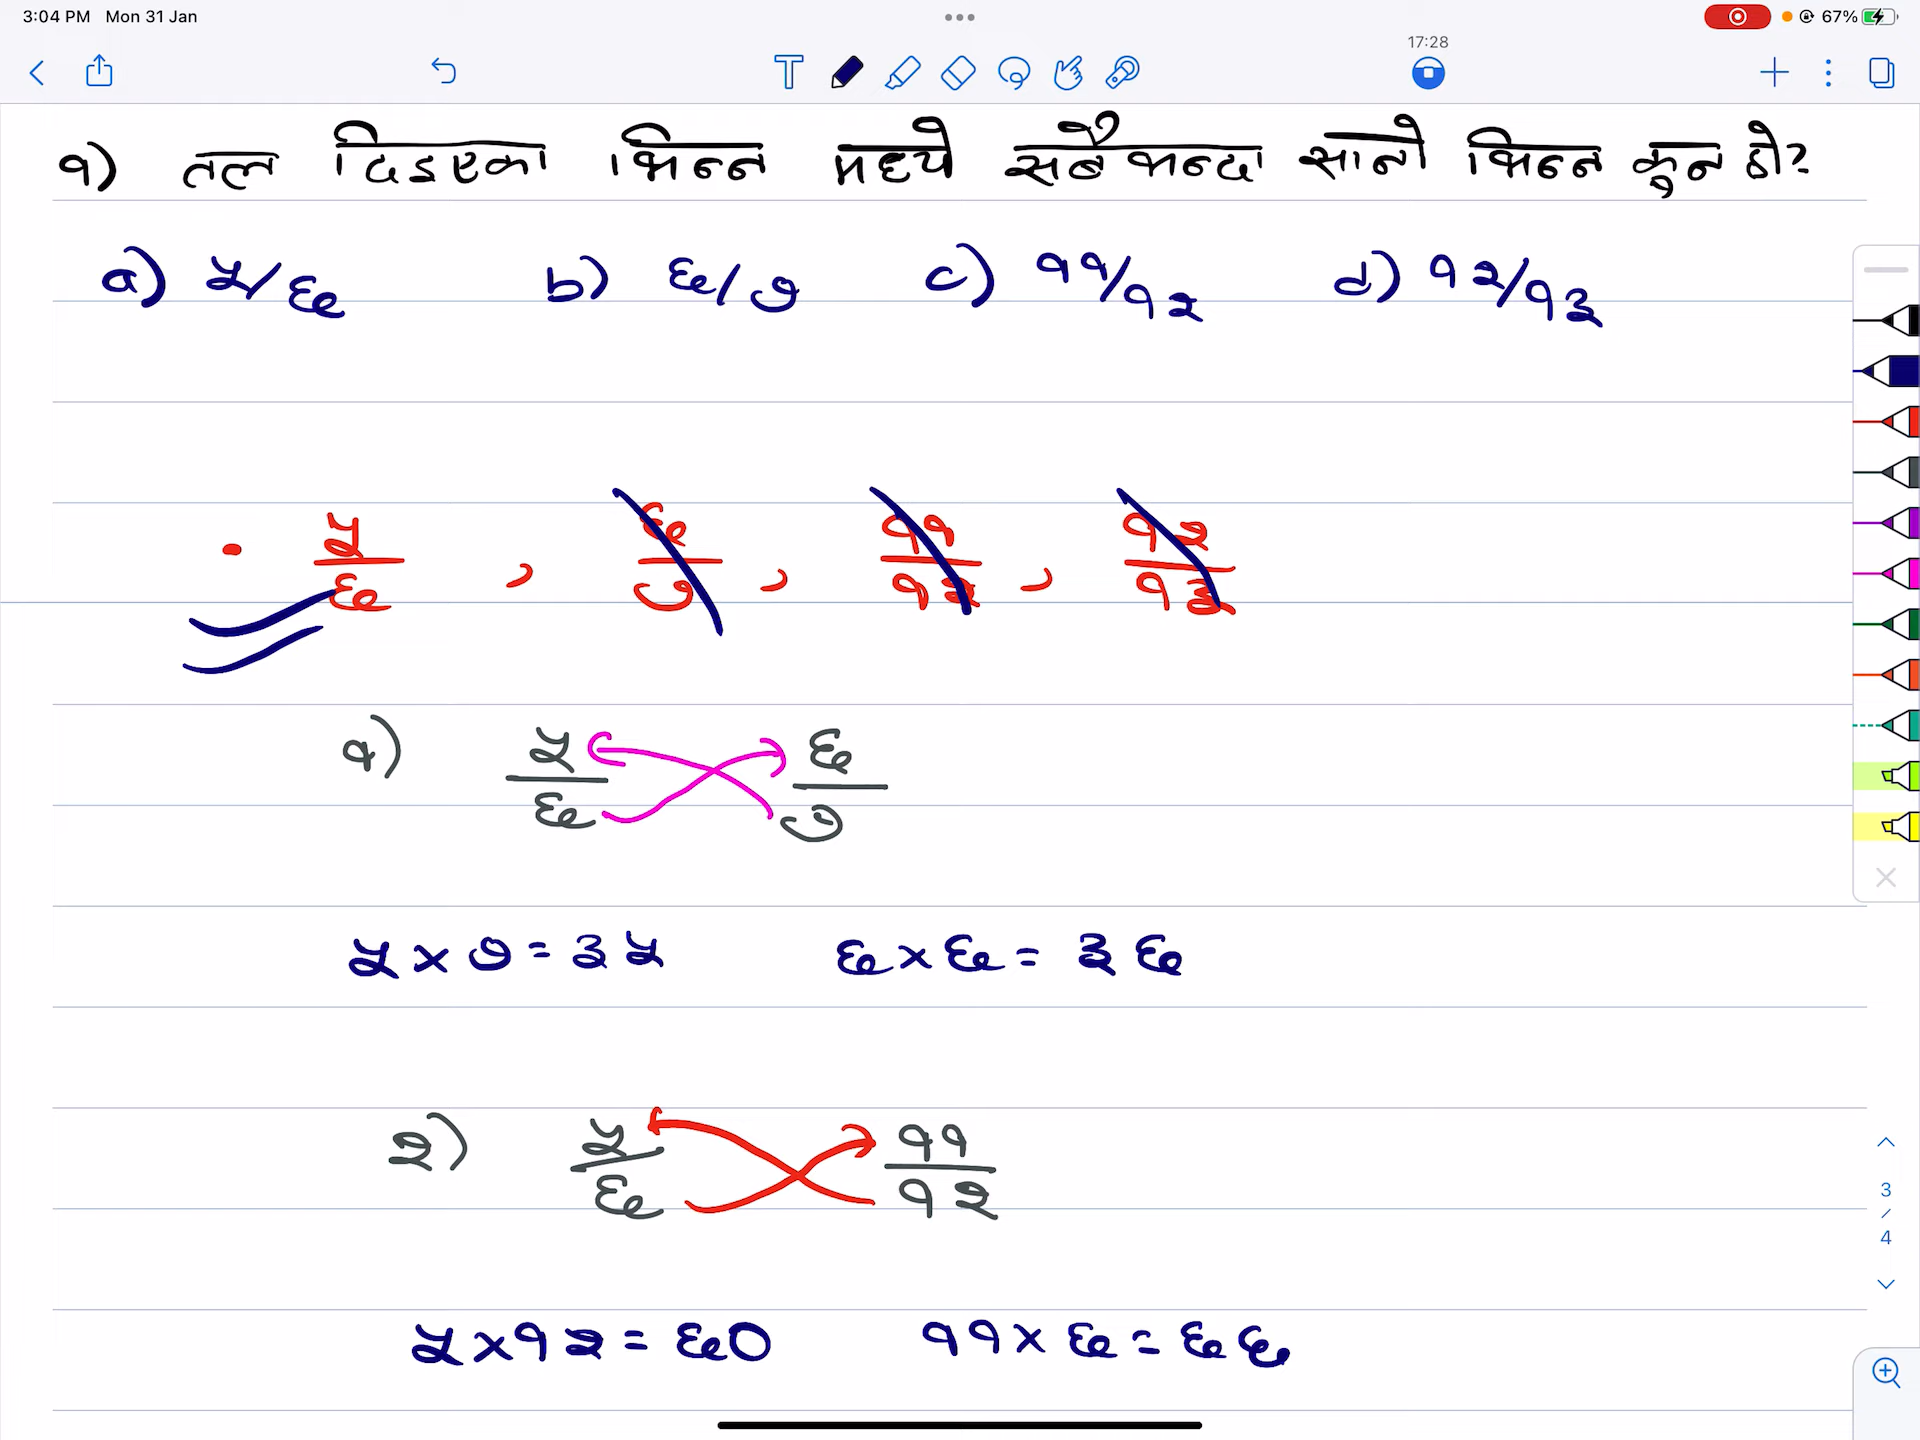 3:04 PM Mon 31 Jan 67%
17:28
१) तल दिइएका भिन्न मध्ये सबै भन्दा सानो भिन्न कुन हो?
a) ५/६ b) ६/७ c) ११/१२ d) १२/१३
५/६ , ६/७ , ११/१२ , १२/१३
१) ५/६ ६/७
५ × ७ = ३५ ६ × ६ = ३६
२) ५/६ ११/१२
५ × १२ = ६० ११ × ६ = ६६
3 / 4